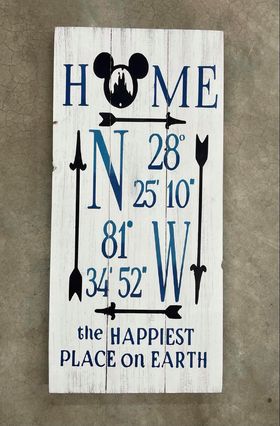 HOME
N 28°
25' 10"
81°
34' 52" W
the HAPPIEST
PLACE on EARTH